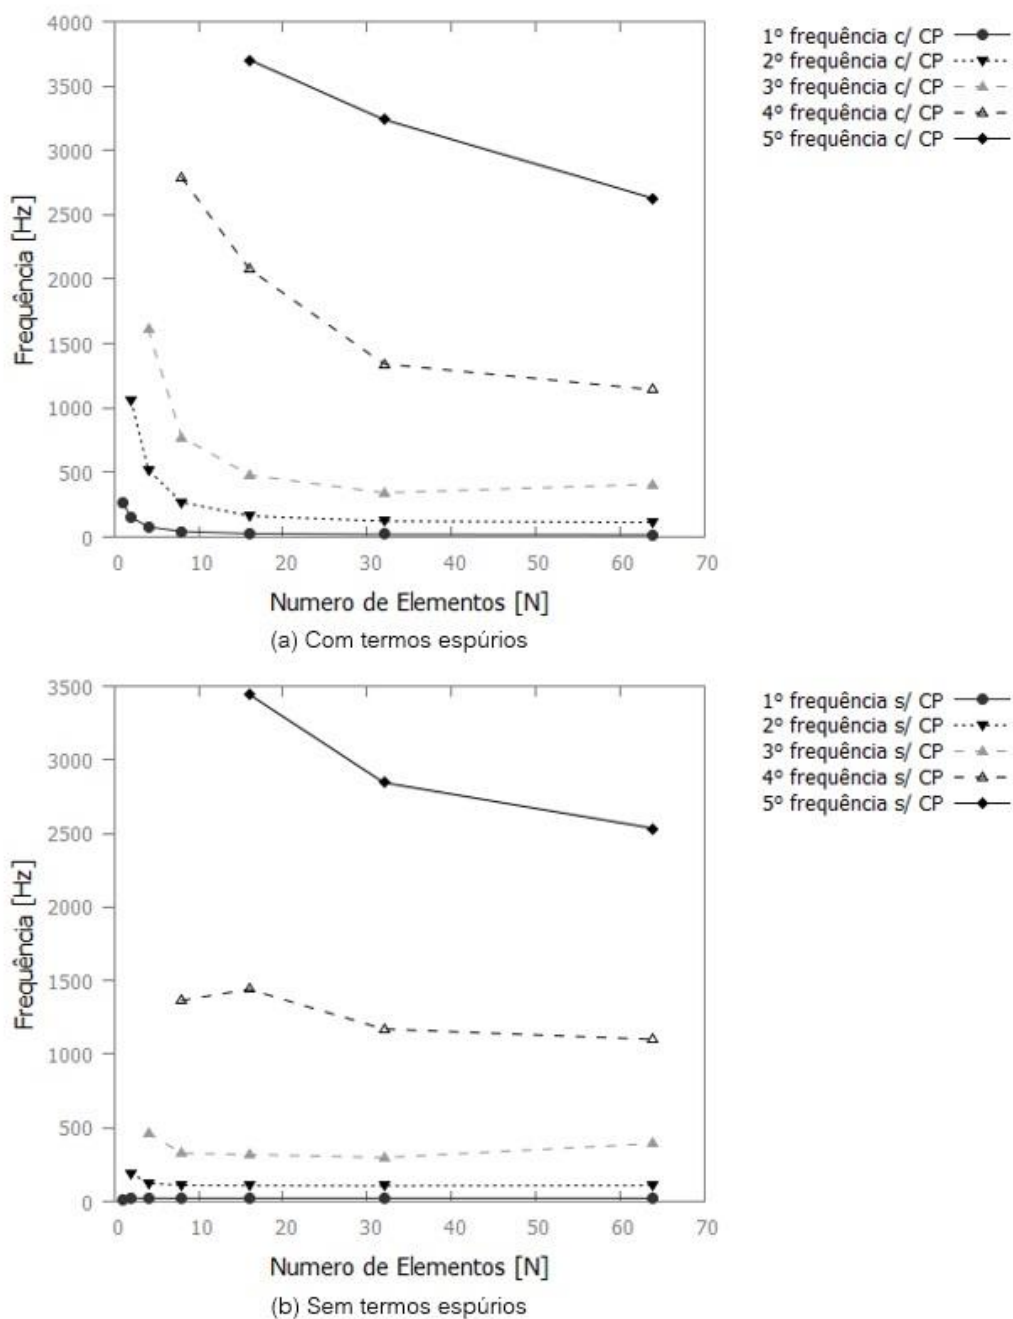 4000
3500
3000
2500
2000
1500
1000
500
0
Frequência [Hz]
0 10 20 30 40 50 60 70
Numero de Elementos [N]
1º frequência c/ CP
2º frequência c/ CP
3º frequência c/ CP
4º frequência c/ CP
5º frequência c/ CP
(a) Com termos espúrios
3500
3000
2500
2000
1500
1000
500
0
Frequência [Hz]
0 10 20 30 40 50 60 70
Numero de Elementos [N]
1º frequência s/ CP
2º frequência s/ CP
3º frequência s/ CP
4º frequência s/ CP
5º frequência s/ CP
(b) Sem termos espúrios